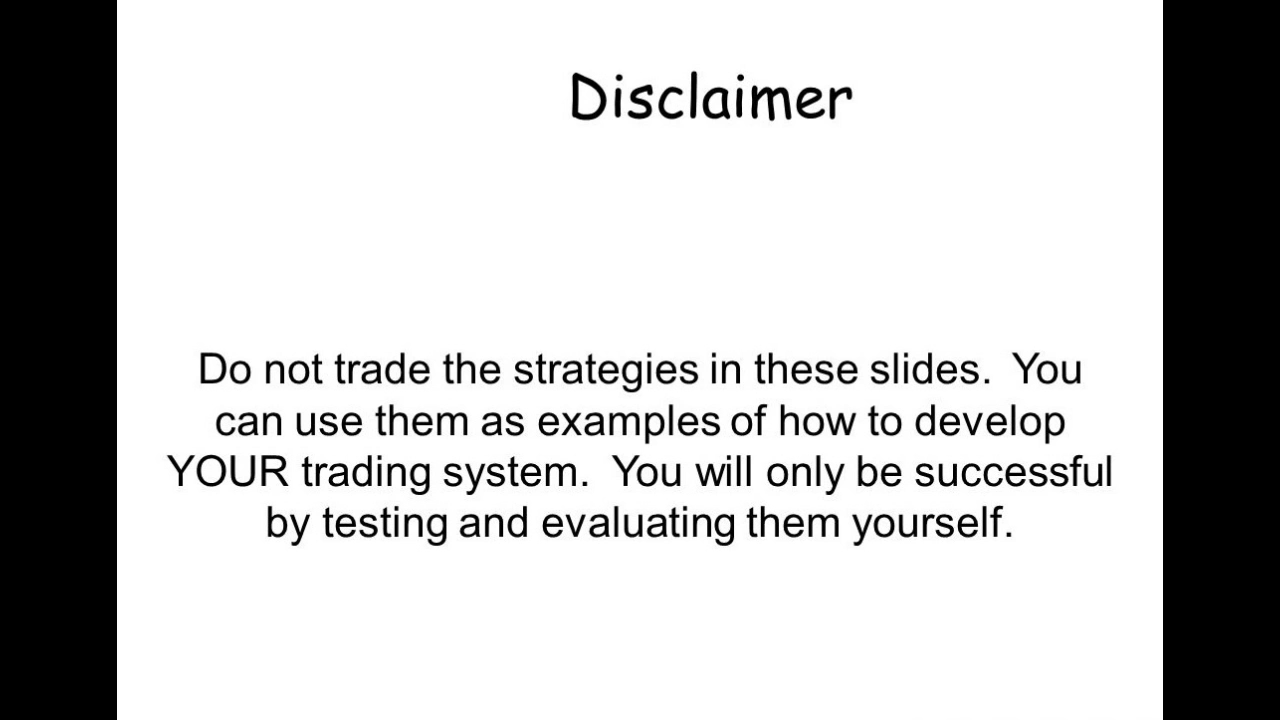 Disclaimer
Do not trade the strategies in these slides.  You
can use them as examples of how to develop
YOUR trading system.  You will only be successful
by testing and evaluating them yourself.